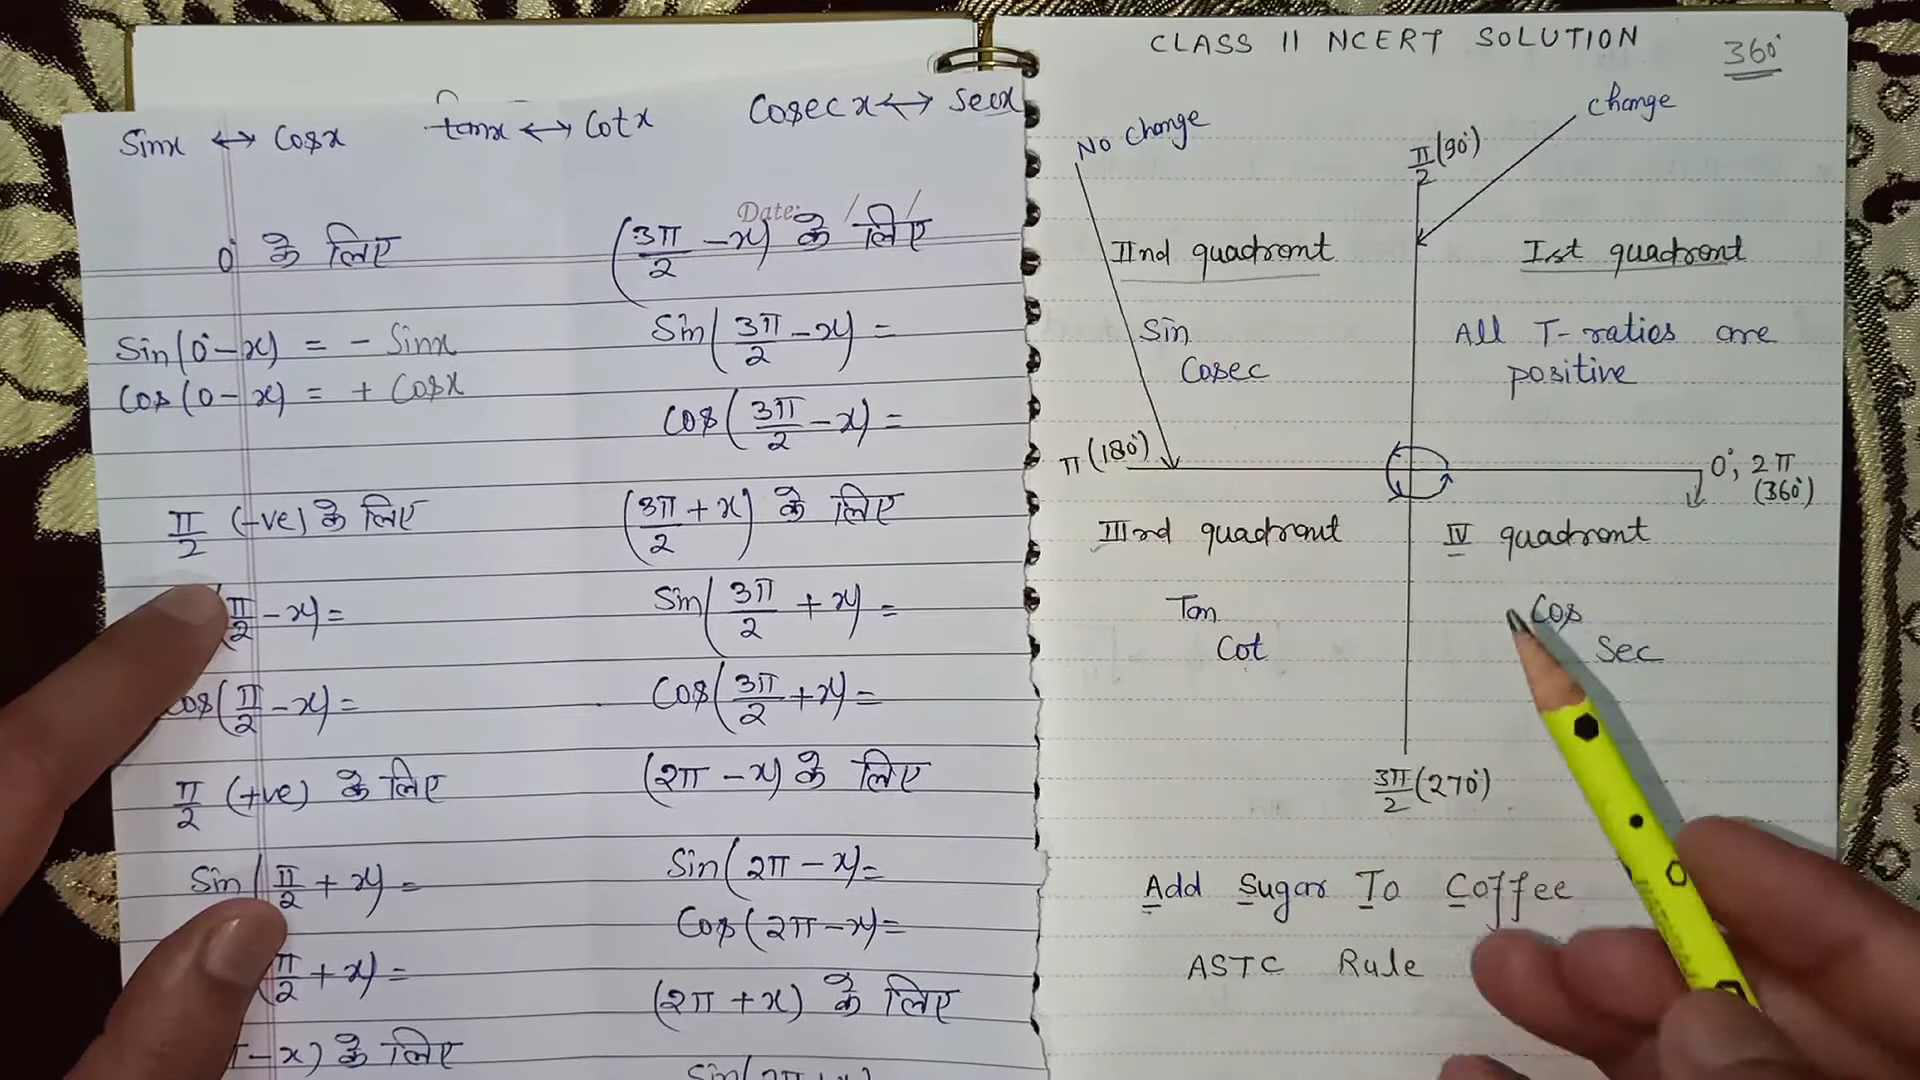 Sinx ↔ Cosx tanx ↔ Cotx Cosecx ↔ Secx
Date:
0° के लिए
Sin(0°-x) = - Sinx
Cos(0-x) = + Cosx
π/2 (-ve) के लिए
π/2 - x) =
Cos(π/2 - x) =
π/2 (+ve) के लिए
Sin(π/2 + x) =
π/2 + x) =
- x) के लिए
(3π/2 - x) के लिए
Sin(3π/2 - x) =
Cos(3π/2 - x) =
(3π/2 + x) के लिए
Sin(3π/2 + x) =
Cos(3π/2 + x) =
(2π - x) के लिए
Sin(2π - x) =
Cos(2π - x) =
(2π + x) के लिए
CLASS 11 NCERT SOLUTION
360°
No change
change
π/2 (90°)
IInd quadrant
Ist quadrant
Sin
Cosec
All T-ratios are
positive
π (180°)
0°, 2π
(360°)
IIIrd quadrant
IV quadrant
Tan
Cot
Cos
Sec
3π/2 (270°)
Add Sugar To Coffee
ASTC Rule